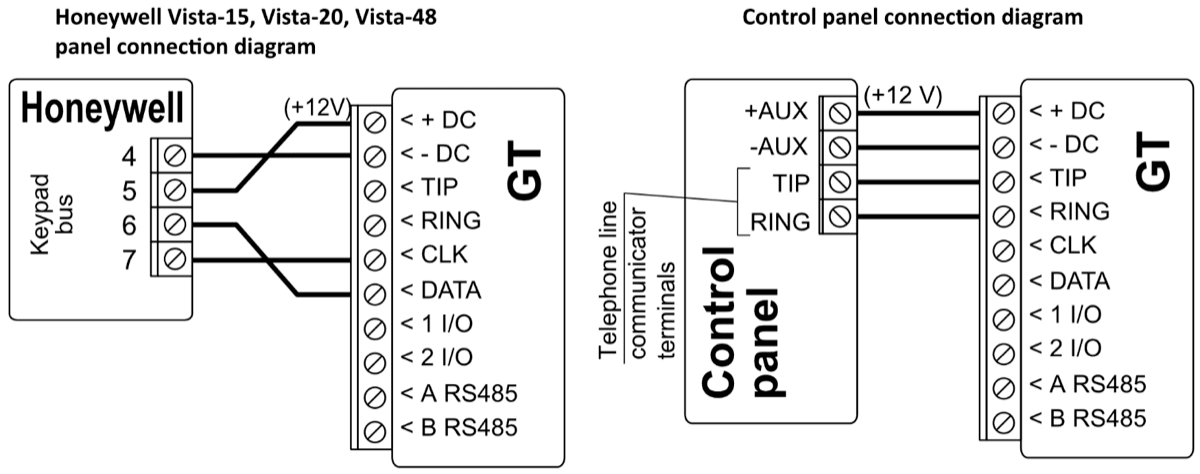 Honeywell Vista-15, Vista-20, Vista-48
panel connection diagram
Honeywell
Keypad
bus
4
5
6
7
(+12V)
< + DC
< - DC
< TIP
< RING
< CLK
< DATA
< 1 I/O
< 2 I/O
< A RS485
< B RS485
GT
Control panel connection diagram
Telephone line
communicator
terminals
+AUX
-AUX
TIP
RING
Control
panel
(+12 V)
< + DC
< - DC
< TIP
< RING
< CLK
< DATA
< 1 I/O
< 2 I/O
< A RS485
< B RS485
GT